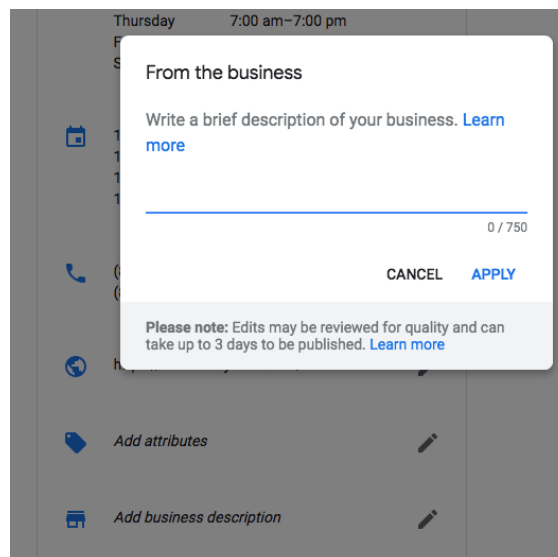 Thursday 7:00 am–7:00 pm
From the business
Write a brief description of your business. Learn
more
0 / 750
CANCEL APPLY
Please note: Edits may be reviewed for quality and can
take up to 3 days to be published. Learn more
Add attributes
Add business description